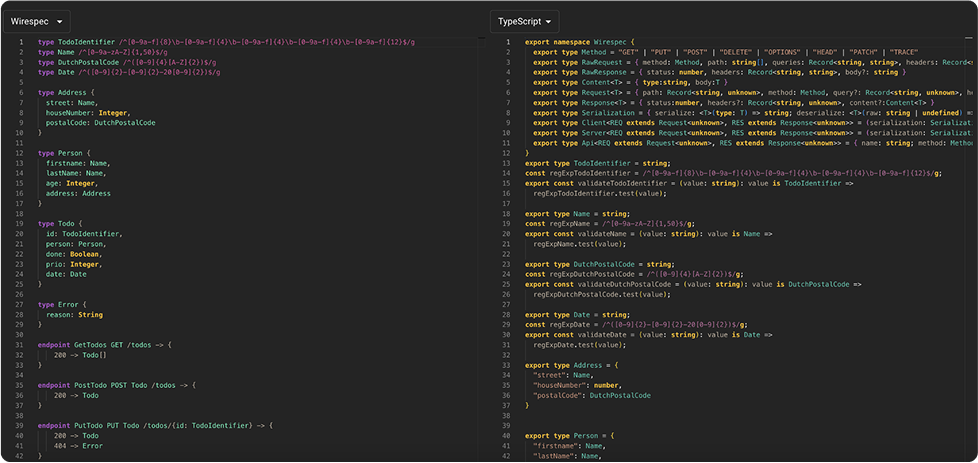 Wirespec
1 type TodoIdentifier /^[0-9a-f]{8}\b-[0-9a-f]{4}\b-[0-9a-f]{4}\b-[0-9a-f]{4}\b-[0-9a-f]{12}$/g
2 type Name /^[0-9a-zA-Z]{1,50}$/g
3 type DutchPostalCode /^([0-9]{4}[A-Z]{2})$/g
4 type Date /^([0-9]{2}-[0-9]{2}-20[0-9]{2})$/g
5
6 type Address {
7 street: Name,
8 houseNumber: Integer,
9 postalCode: DutchPostalCode
10 }
11
12 type Person {
13 firstname: Name,
14 lastName: Name,
15 age: Integer,
16 address: Address
17 }
18
19 type Todo {
20 id: TodoIdentifier,
21 person: Person,
22 done: Boolean,
23 prio: Integer,
24 date: Date
25 }
26
27 type Error {
28 reason: String
29 }
30
31 endpoint GetTodos GET /todos -> {
32 200 -> Todo[]
33 }
34
35 endpoint PostTodo POST Todo /todos -> {
36 200 -> Todo
37 }
38
39 endpoint PutTodo PUT Todo /todos/{id: TodoIdentifier} -> {
40 200 -> Todo
41 404 -> Error
42 }
TypeScript
1 export namespace Wirespec {
2 export type Method = "GET" | "PUT" | "POST" | "DELETE" | "OPTIONS" | "HEAD" | "PATCH" | "TRACE"
3 export type RawRequest = { method: Method, path: string[], queries: Record<string, string>, headers: Record<s
4 export type RawResponse = { status: number, headers: Record<string, string>, body?: string }
5 export type Content<T> = { type:string, body:T }
6 export type Request<T> = { path: Record<string, unknown>, method: Method, query?: Record<string, unknown>, he
7 export type Response<T> = { status:number, headers?: Record<string, unknown>, content?:Content<T> }
8 export type Serialization = { serialize: <T>(type: T) => string; deserialize: <T>(raw: string | undefined) =>
9 export type Client<REQ extends Request<unknown>, RES extends Response<unknown>> = (serialization: Serializati
10 export type Server<REQ extends Request<unknown>, RES extends Response<unknown>> = (serialization: Serializati
11 export type Api<REQ extends Request<unknown>, RES extends Response<unknown>> = { name: string; method: Method
12 }
13 export type TodoIdentifier = string;
14 const regExpTodoIdentifier = /^[0-9a-f]{8}\b-[0-9a-f]{4}\b-[0-9a-f]{4}\b-[0-9a-f]{4}\b-[0-9a-f]{12}$/g;
15 export const validateTodoIdentifier = (value: string): value is TodoIdentifier =>
16 regExpTodoIdentifier.test(value);
17
18 export type Name = string;
19 const regExpName = /^[0-9a-zA-Z]{1,50}$/g;
20 export const validateName = (value: string): value is Name =>
21 regExpName.test(value);
22
23 export type DutchPostalCode = string;
24 const regExpDutchPostalCode = /^([0-9]{4}[A-Z]{2})$/g;
25 export const validateDutchPostalCode = (value: string): value is DutchPostalCode =>
26 regExpDutchPostalCode.test(value);
27
28 export type Date = string;
29 const regExpDate = /^([0-9]{2}-[0-9]{2}-20[0-9]{2})$/g;
30 export const validateDate = (value: string): value is Date =>
31 regExpDate.test(value);
32
33 export type Address = {
34 "street": Name,
35 "houseNumber": number,
36 "postalCode": DutchPostalCode
37 }
38
39
40 export type Person = {
41 "firstname": Name,
42 "lastName": Name,